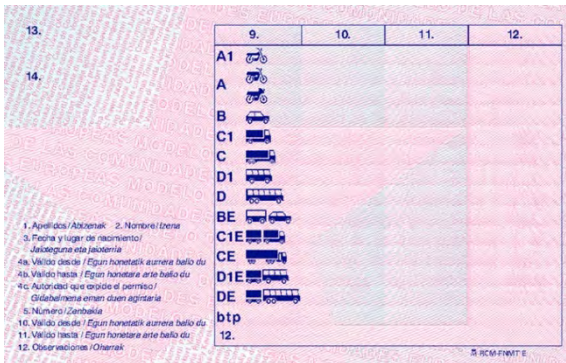 13.
14.
9. 10. 11. 12.
A1
A
B
C1
C
D1
D
BE
C1E
CE
D1E
DE
btp
12.
1. Apellidos/Abizenak 2. Nombre/Izena
3. Fecha y lugar de nacimiento/
Jaioteguna eta jaioterria
4a. Válido desde / Egun honetatik aurrera balio du
4b. Válido hasta / Egun honetara arte balio du
4c. Autoridad que expide el permiso/
Gidabaimena eman duen agintaria
5. Número/Zenbakia
10. Válido desde / Egun honetatik aurrera balio du
11. Válido hasta / Egun honetara arte balio du
12. Observaciones/Oharrak
RCM-FNMT E